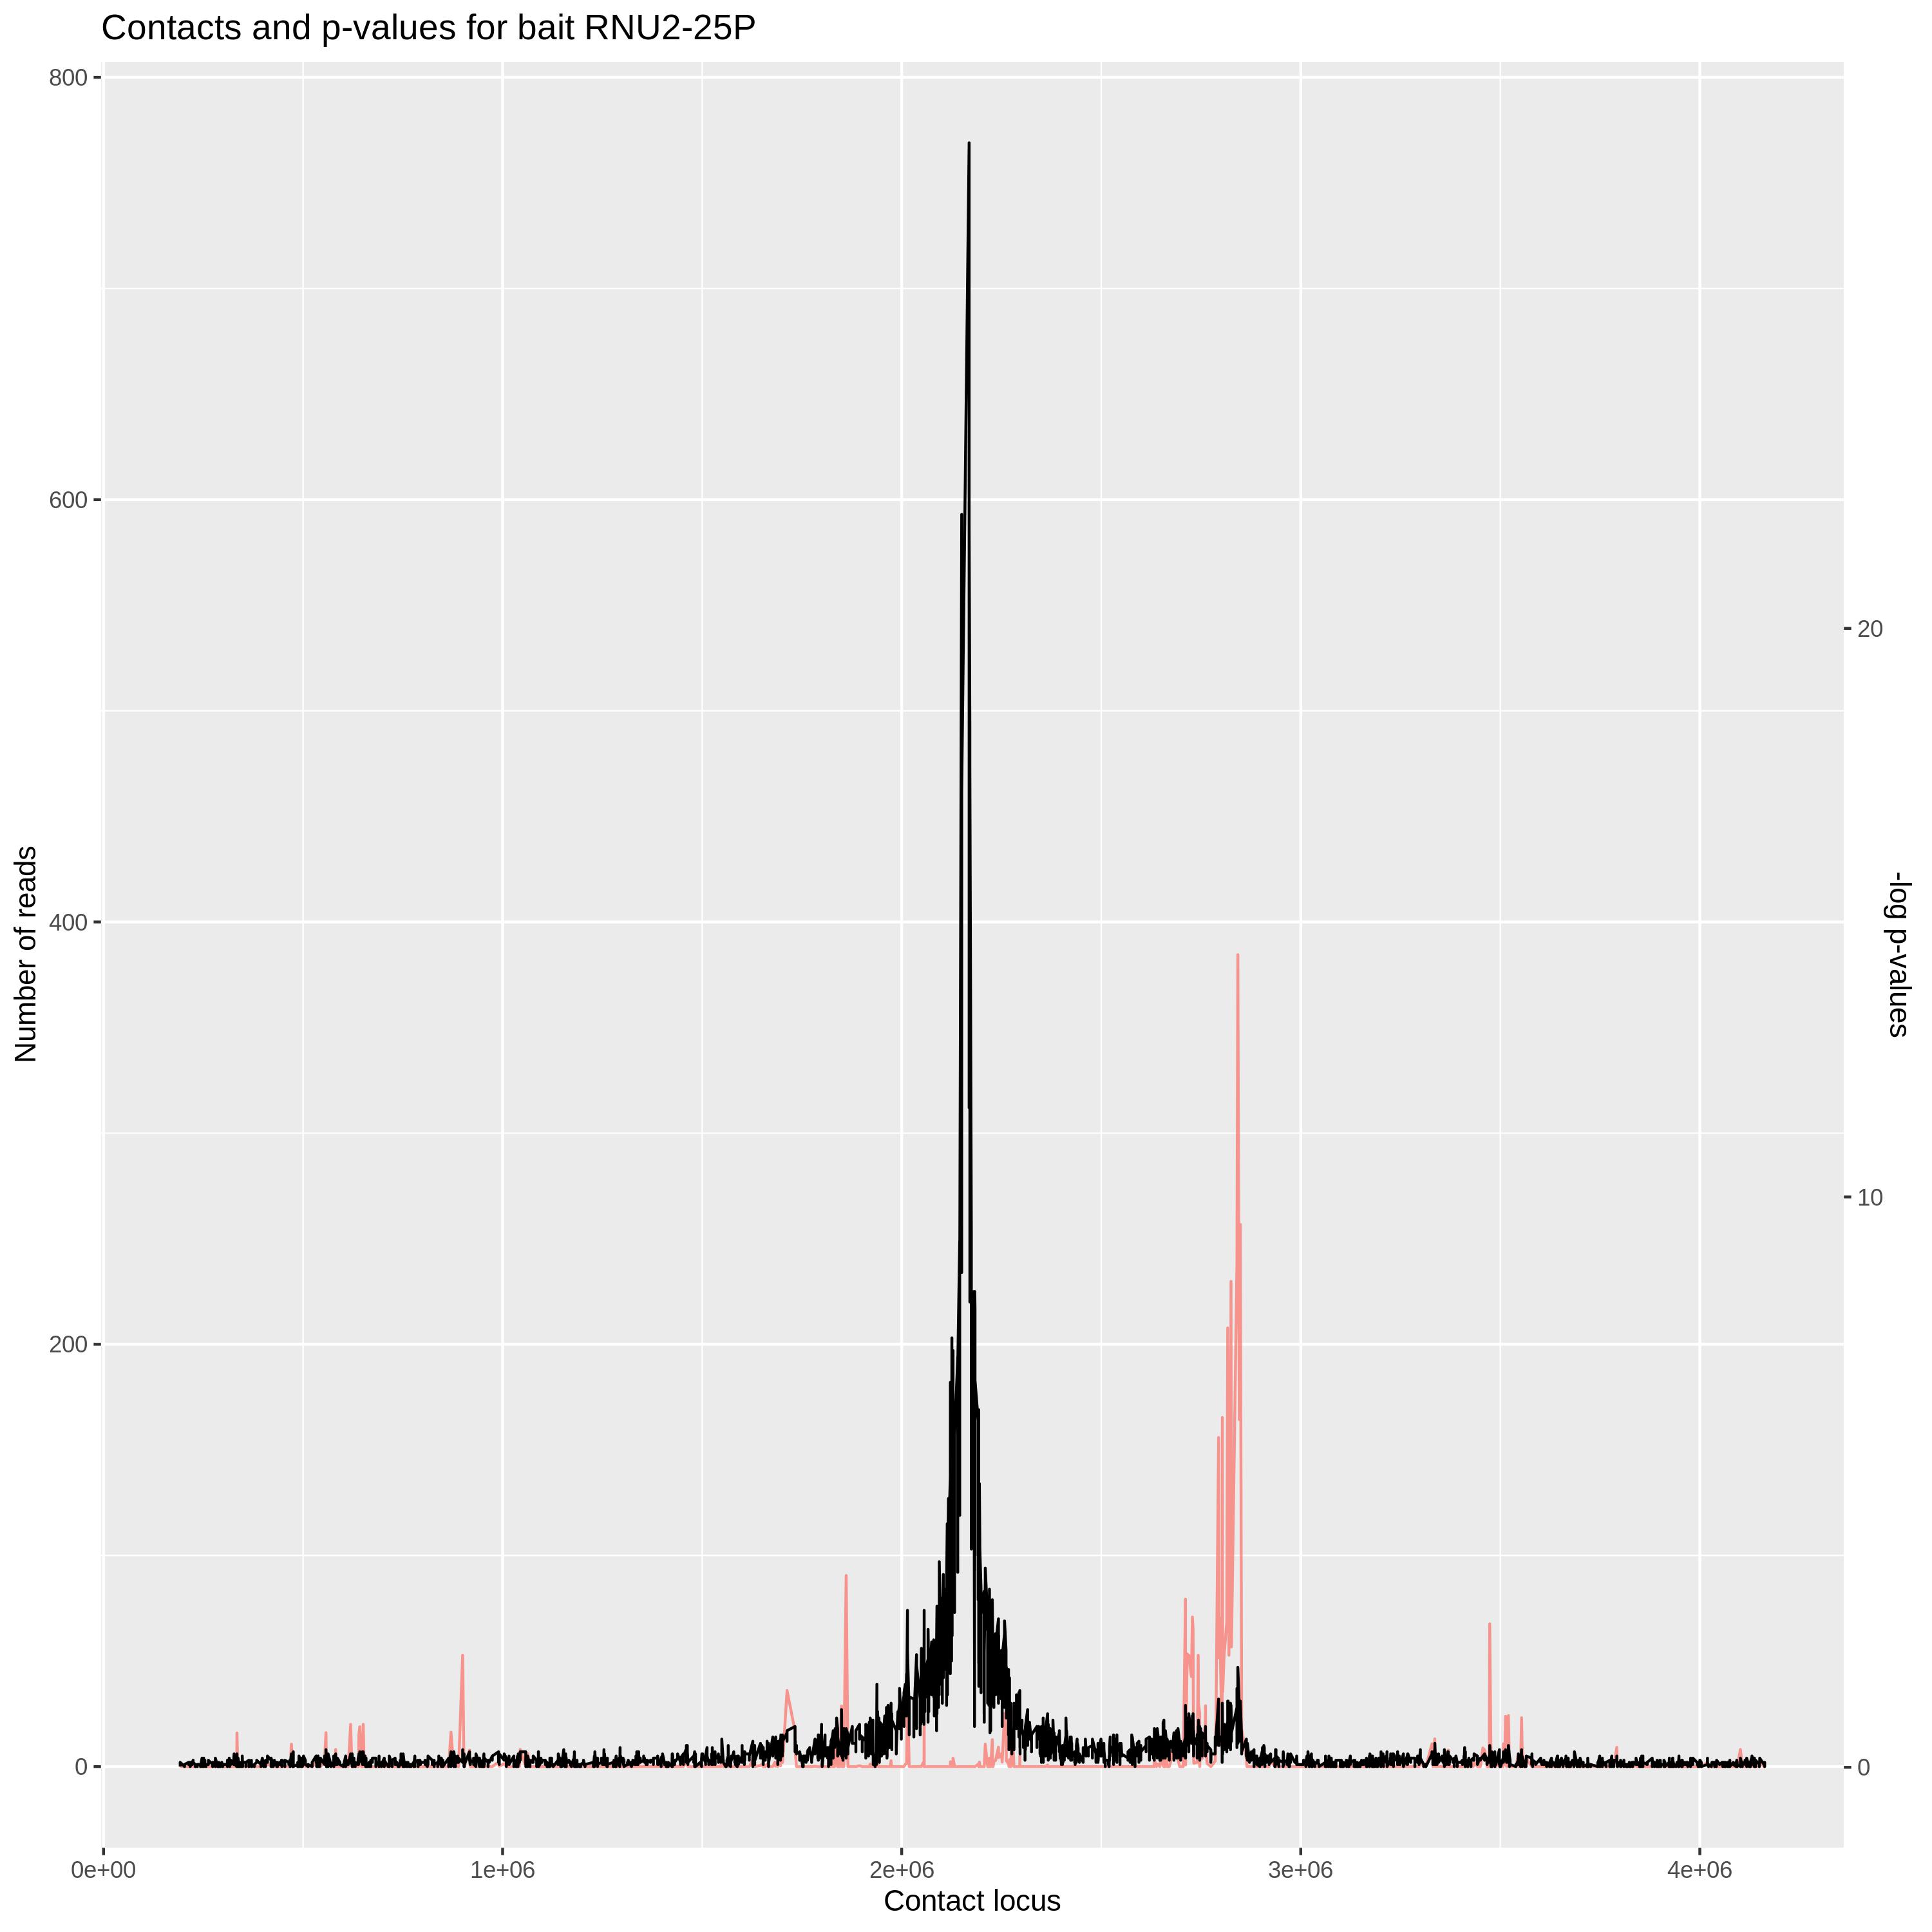 Contacts and p-values for bait RNU2-25P
800
600
400
200
0
Number of reads
20
10
0
-log p-values
0e+00
1e+06
2e+06
3e+06
4e+06
Contact locus